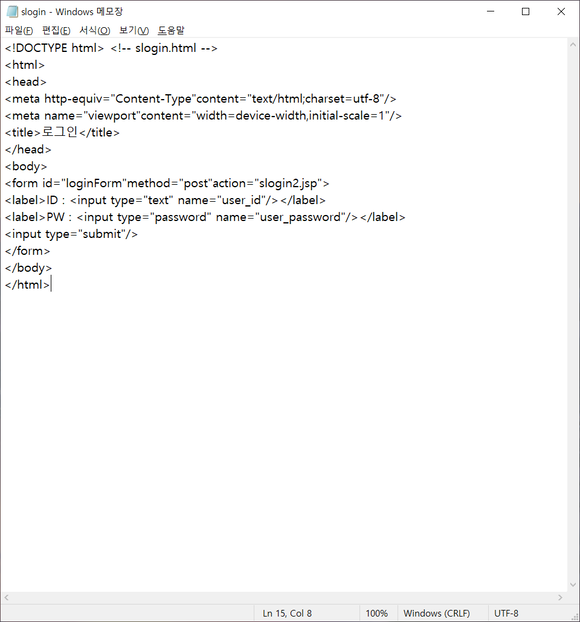 slogin - Windows 메모장
파일(F) 편집(E) 서식(O) 보기(V) 도움말
<!DOCTYPE html> <!-- slogin.html -->
<html>
<head>
<meta http-equiv="Content-Type"content="text/html;charset=utf-8"/>
<meta name="viewport"content="width=device-width,initial-scale=1"/>
<title>로그인</title>
</head>
<body>
<form id="loginForm"method="post"action="slogin2.jsp">
<label>ID : <input type="text" name="user_id"/></label>
<label>PW : <input type="password" name="user_password"/></label>
<input type="submit"/>
</form>
</body>
</html>
Ln 15, Col 8 100% Windows (CRLF) UTF-8